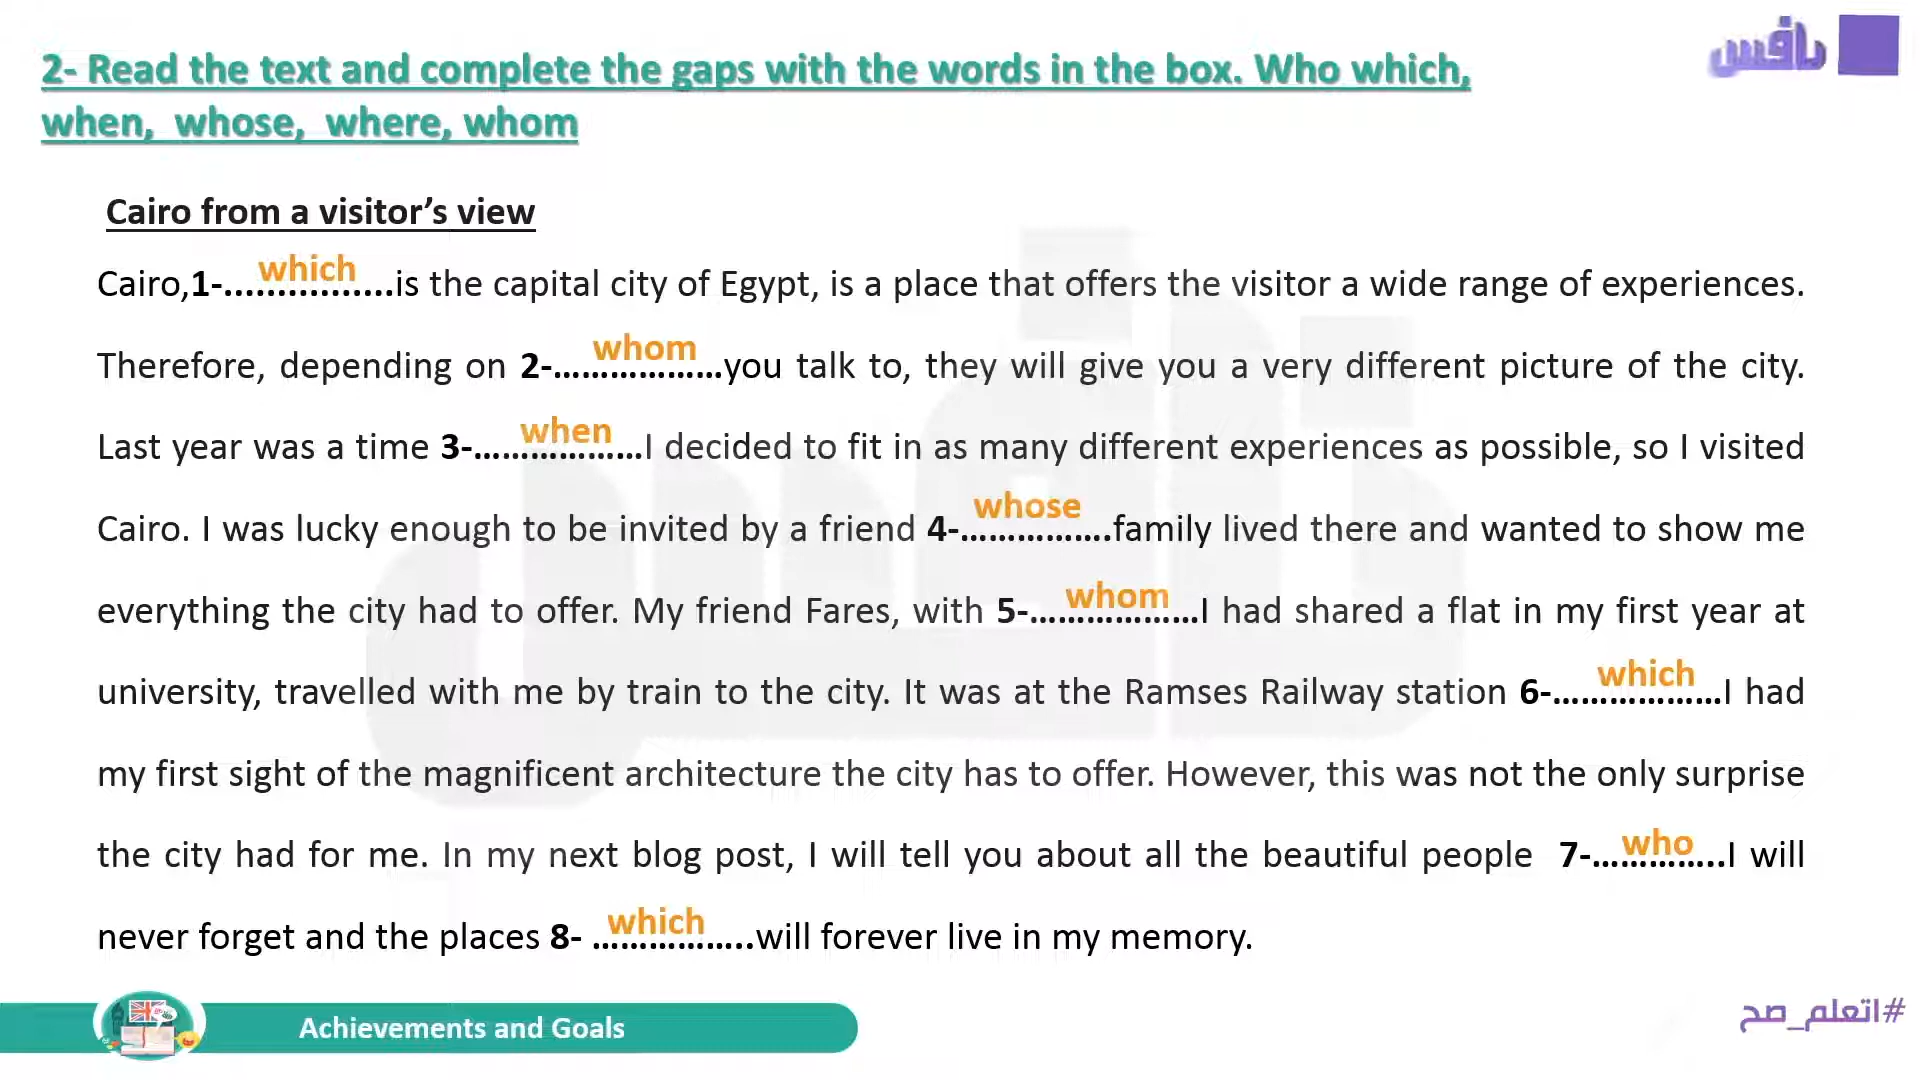 نافس
2- Read the text and complete the gaps with the words in the box. Who which,
when, whose, where, whom
Cairo from a visitor’s view
Cairo,1-................which is the capital city of Egypt, is a place that offers the visitor a wide range of experiences.
Therefore, depending on 2-………………whom you talk to, they will give you a very different picture of the city.
Last year was a time 3-………………when I decided to fit in as many different experiences as possible, so I visited
Cairo. I was lucky enough to be invited by a friend 4-…………….whose family lived there and wanted to show me
everything the city had to offer. My friend Fares, with 5-………………whom I had shared a flat in my first year at
university, travelled with me by train to the city. It was at the Ramses Railway station 6-………………which I had
my first sight of the magnificent architecture the city has to offer. However, this was not the only surprise
the city had for me. In my next blog post, I will tell you about all the beautiful people 7-…………..who I will
never forget and the places 8- ……………..which will forever live in my memory.
Achievements and Goals
#اتعلم_صح